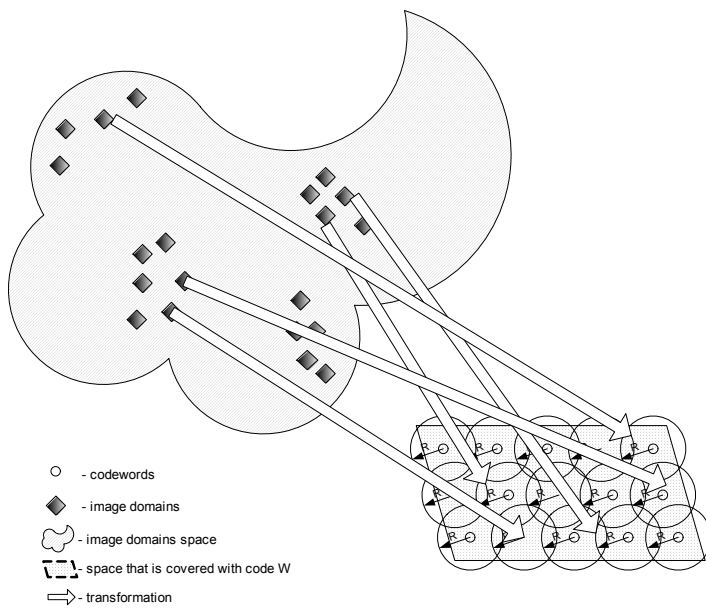 R R R R R
R R R R R
R R R R R
- codewords
- image domains
- image domains space
- space that is covered with code W
- transformation